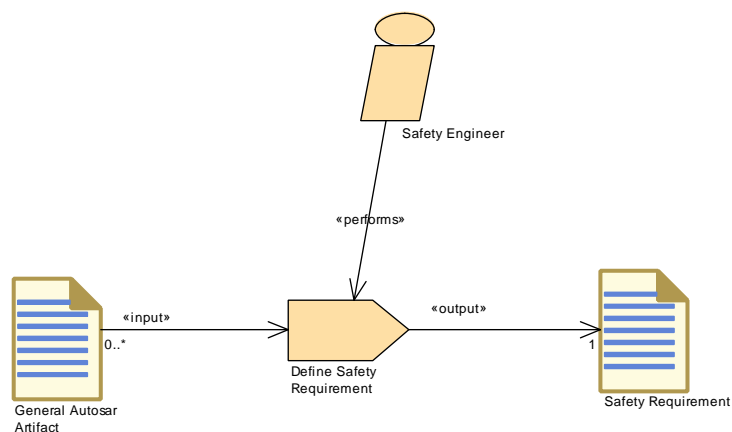 Safety Engineer
«performs»
«input»
«output»
0..*
1
Define Safety
Requirement
Safety Requirement
General Autosar
Artifact